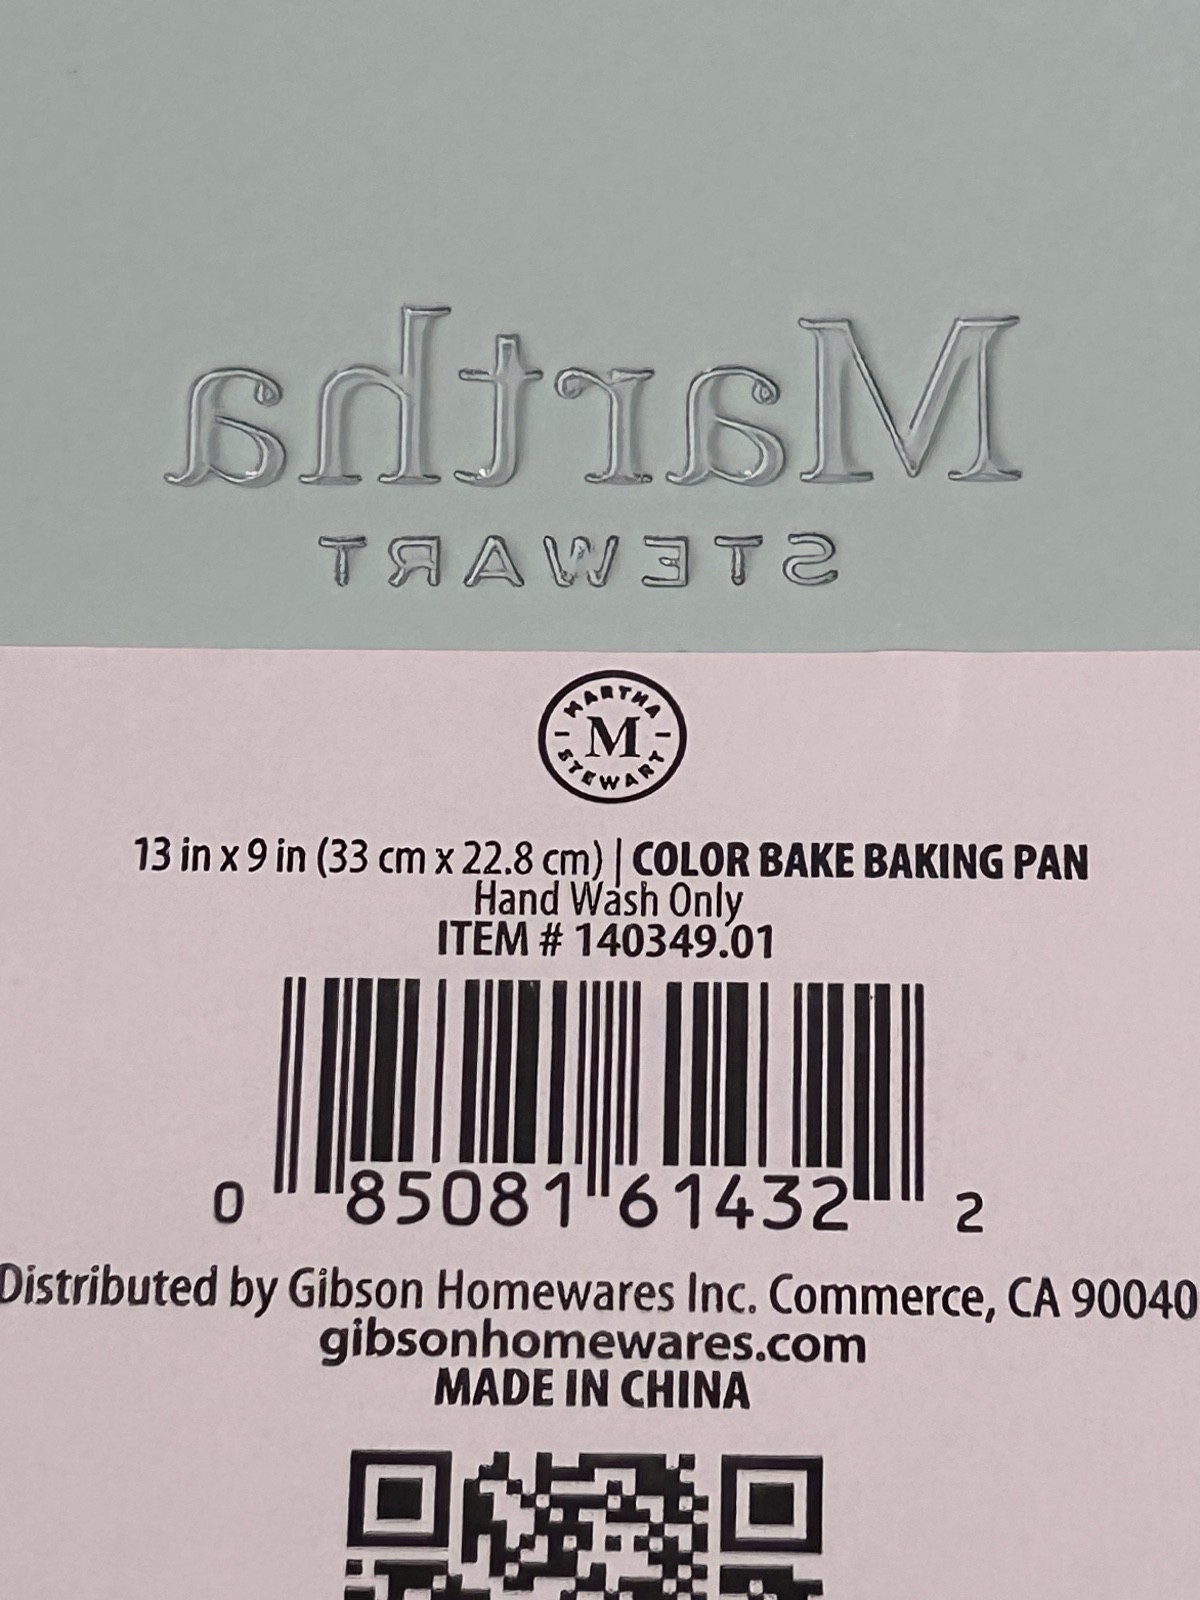 Martha
STEWART
MARTHA
M
STEWART
13 in x 9 in (33 cm x 22.8 cm) | COLOR BAKE BAKING PAN
Hand Wash Only
ITEM # 140349.01
0 85081 61432 2
Distributed by Gibson Homewares Inc. Commerce, CA 90040
gibsonhomewares.com
MADE IN CHINA